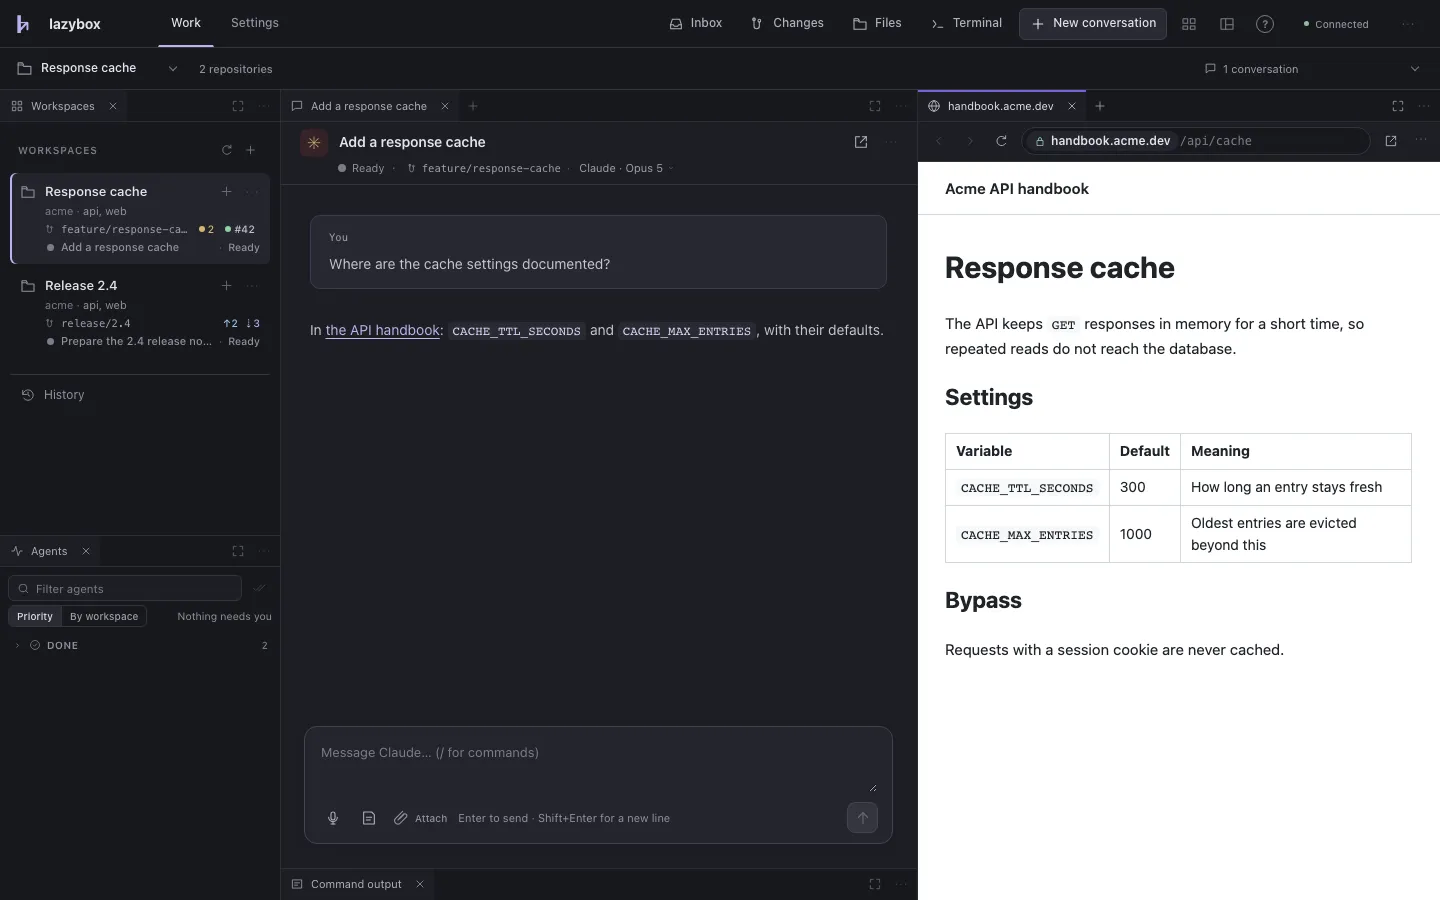 lazybox
Work
Settings
Inbox
Changes
Files
Terminal
New conversation
?
Connected
Response cache
2 repositories
1 conversation
Workspaces
WORKSPACES
Response cache
acme · api, web
feature/response-ca…
2
#42
Add a response cache · Ready
Release 2.4
acme · api, web
release/2.4
↑2 ↓3
Prepare the 2.4 release no... · Ready
History
Agents
Filter agents
Priority
By workspace
Nothing needs you
DONE
2
Add a response cache
Add a response cache
Ready · feature/response-cache · Claude · Opus 5
You
Where are the cache settings documented?
In the API handbook: CACHE_TTL_SECONDS and CACHE_MAX_ENTRIES, with their defaults.
Message Claude... (/ for commands)
Attach
Enter to send · Shift+Enter for a new line
Command output
handbook.acme.dev
handbook.acme.dev/api/cache
Acme API handbook
Response cache
The API keeps GET responses in memory for a short time, so
repeated reads do not reach the database.
Settings
Variable Default Meaning
CACHE_TTL_SECONDS 300 How long an entry stays fresh
CACHE_MAX_ENTRIES 1000 Oldest entries are evicted
beyond this
Bypass
Requests with a session cookie are never cached.